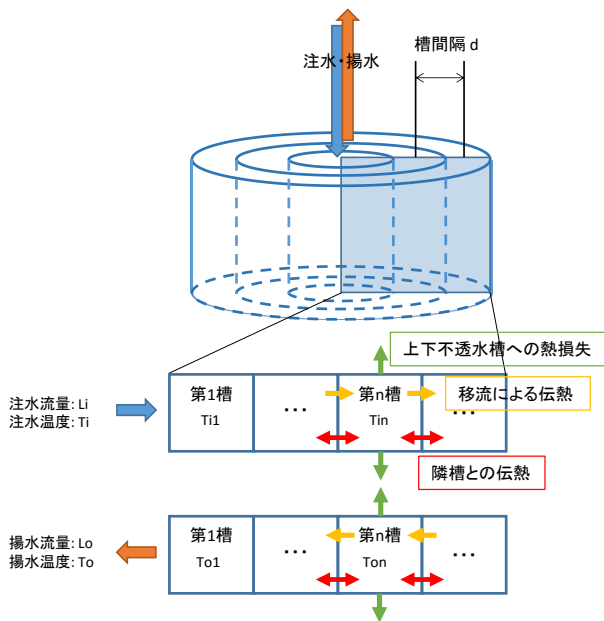 注水・揚水
槽間隔 d
上下不透水槽への熱損失
移流による伝熱
注水流量: Li
注水温度: Ti
第1槽
Ti1
…
第n槽
Tin
…
隣槽との伝熱
揚水流量: Lo
揚水温度: To
第1槽
To1
…
第n槽
Ton
…